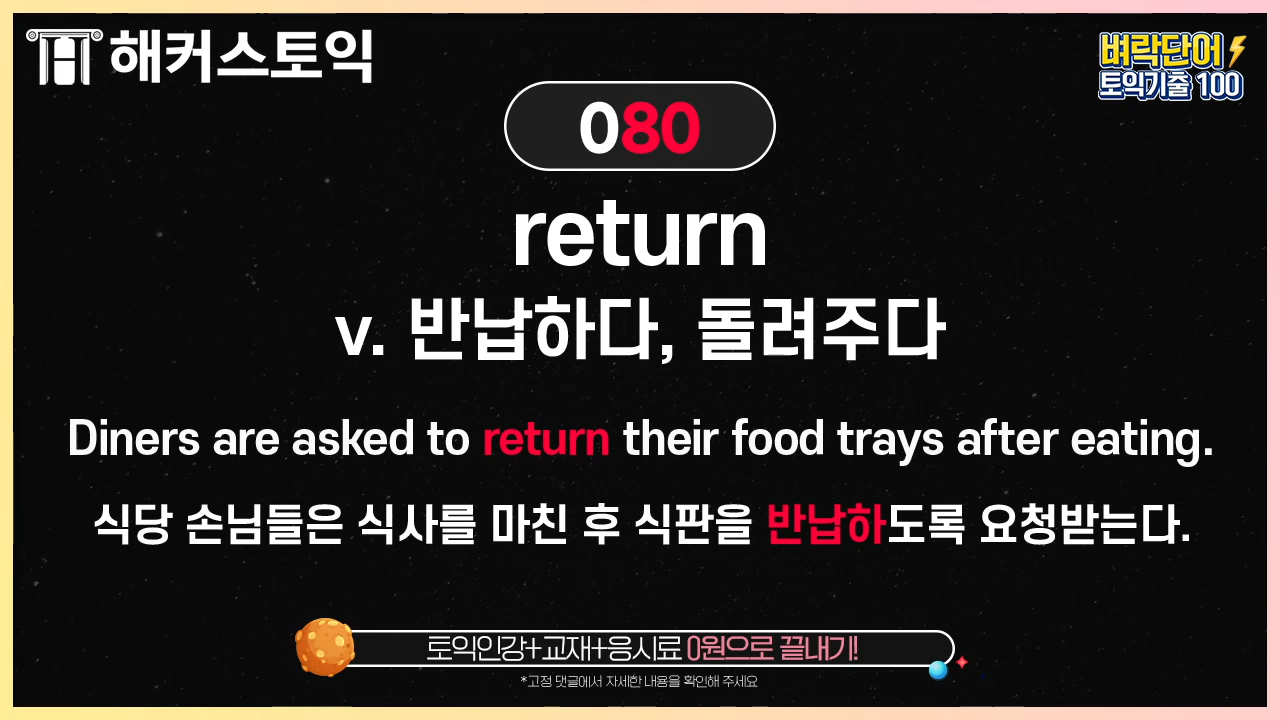 해커스토익
벼락단어
토익기출 100
080
return
v. 반납하다, 돌려주다
Diners are asked to return their food trays after eating.
식당 손님들은 식사를 마친 후 식판을 반납하도록 요청받는다.
토익인강+교재+응시료 0원으로 끝내기!
*고정 댓글에서 자세한 내용을 확인해 주세요